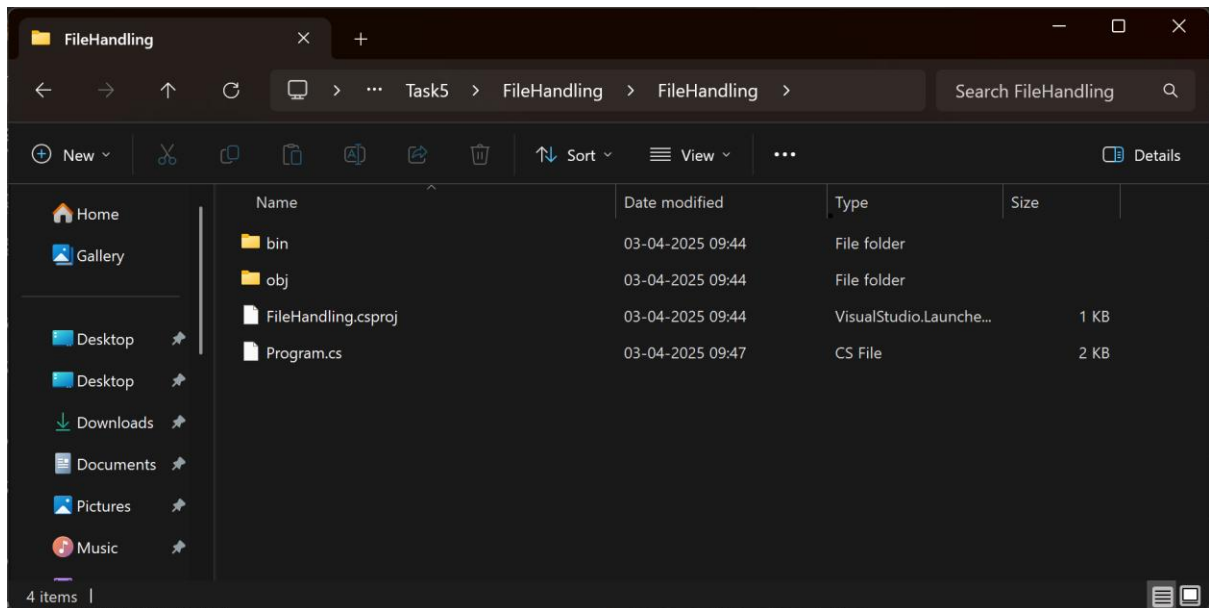 FileHandling
Task5 > FileHandling > FileHandling >
Search FileHandling
New
Sort
View
Details
Name Date modified Type Size
Home
Gallery
Desktop
Desktop
Downloads
Documents
Pictures
Music
bin 03-04-2025 09:44 File folder
obj 03-04-2025 09:44 File folder
FileHandling.csproj 03-04-2025 09:44 VisualStudio.Launche... 1 KB
Program.cs 03-04-2025 09:47 CS File 2 KB
4 items